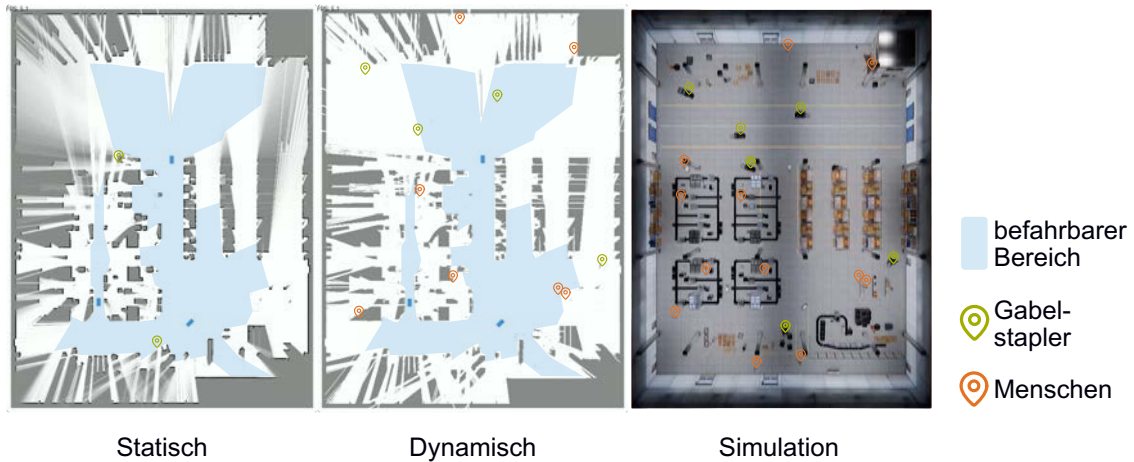 befahrbarer
Bereich
Gabel-
stapler
Menschen
Statisch
Dynamisch
Simulation